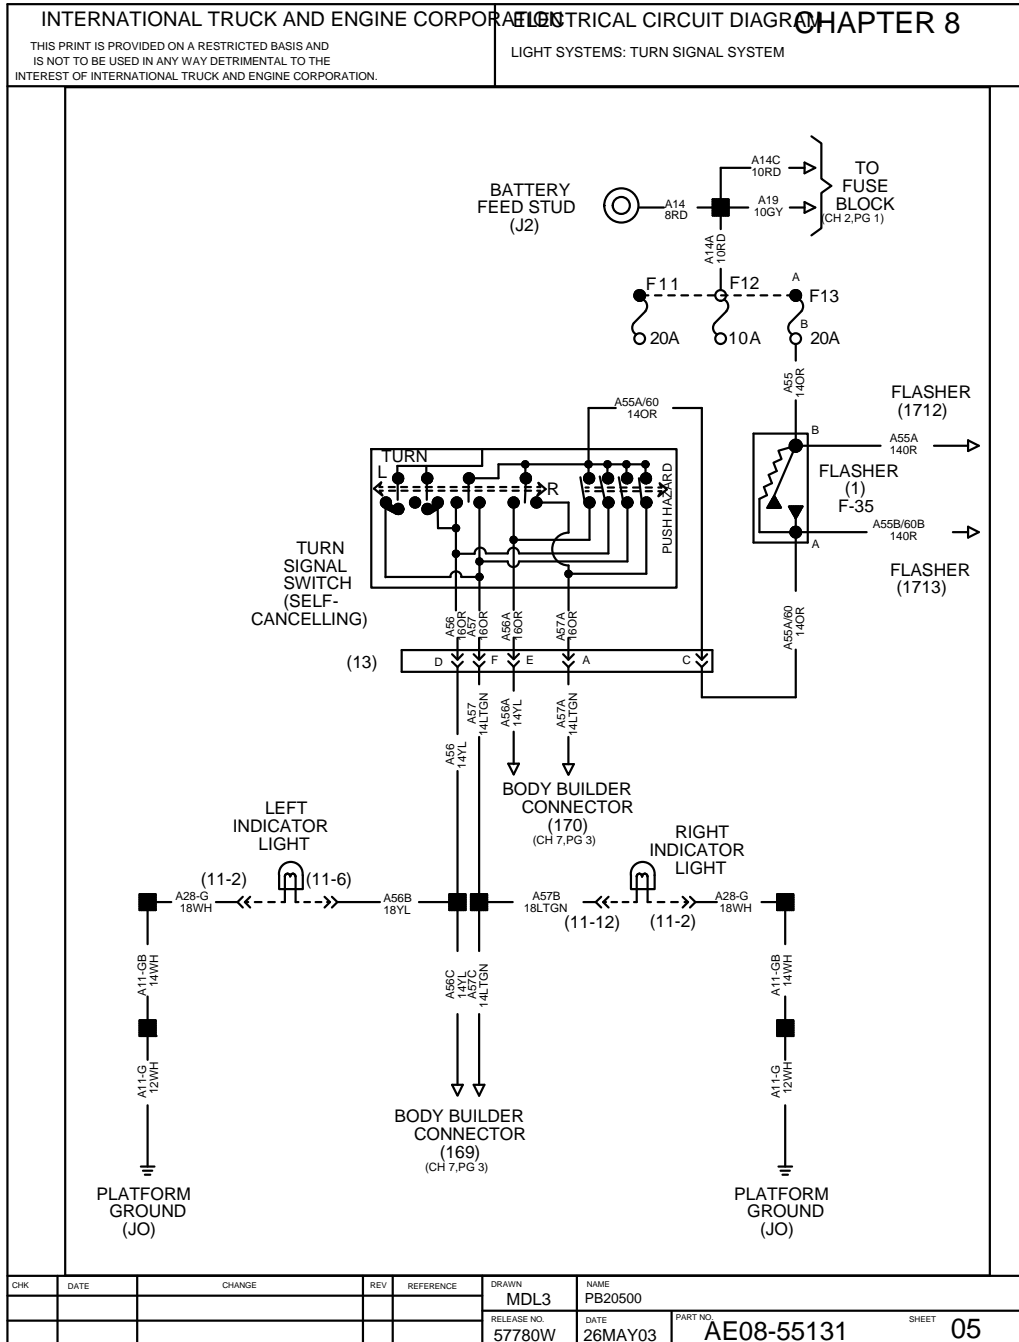 INTERNATIONAL TRUCK AND ENGINE CORPORATION
ELECTRICAL CIRCUIT DIAGRAM
CHAPTER 8
THIS PRINT IS PROVIDED ON A RESTRICTED BASIS AND
IS NOT TO BE USED IN ANY WAY DETRIMENTAL TO THE
INTEREST OF INTERNATIONAL TRUCK AND ENGINE CORPORATION.
LIGHT SYSTEMS: TURN SIGNAL SYSTEM
A14C
10RD
TO
FUSE
BLOCK
(CH 2,PG 1)
BATTERY
FEED STUD
(J2)
A14
8RD
A19
10GY
A14A
10RD
F11
F12
A
F13
20A
10A
B
20A
A55
14OR
A55A/60
14OR
FLASHER
(1712)
B
A55A
14OR
FLASHER
(1)
F-35
A55B/60B
14OR
A
FLASHER
(1713)
TURN
L
R
PUSH HAZARD
TURN
SIGNAL
SWITCH
(SELF-
CANCELLING)
A56
16OR
A57
16OR
A56A
16OR
A57A
16OR
A55A/60
14OR
(13)
D
F
E
A
C
A56
14YL
A57
14LTGN
A56A
14YL
A57A
14LTGN
BODY BUILDER
CONNECTOR
(170)
(CH 7,PG 3)
LEFT
INDICATOR
LIGHT
RIGHT
INDICATOR
LIGHT
(11-2)
(11-6)
A28-G
18WH
A56B
18YL
A57B
18LTGN
(11-12)
(11-2)
A28-G
18WH
A11-GB
14WH
A56C
14YL
A57C
14LTGN
A11-GB
14WH
A11-G
12WH
A11-G
12WH
BODY BUILDER
CONNECTOR
(169)
(CH 7,PG 3)
PLATFORM
GROUND
(JO)
PLATFORM
GROUND
(JO)
CHK
DATE
CHANGE
REV
REFERENCE
DRAWN
MDL3
NAME
PB20500
RELEASE NO.
57780W
DATE
26MAY03
PART NO.
AE08-55131
SHEET
05